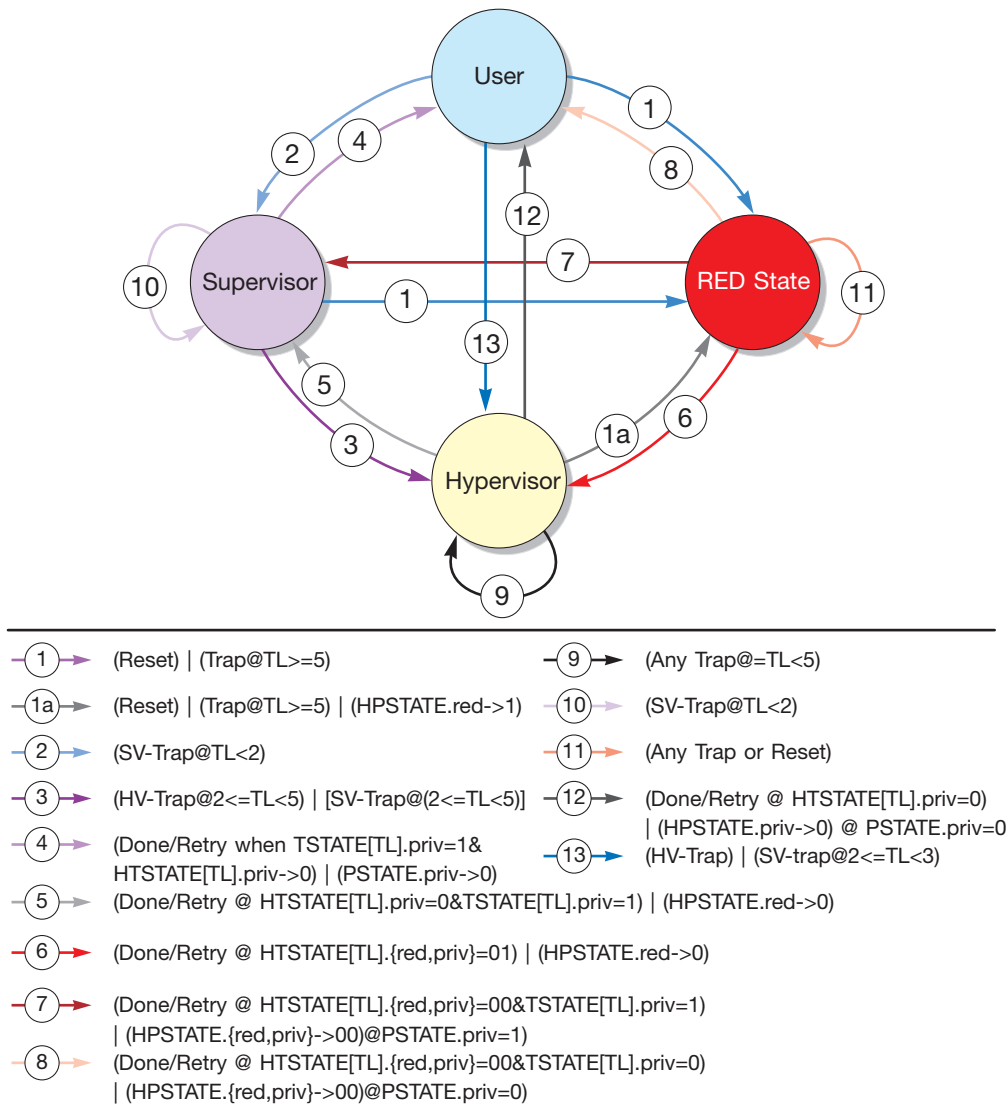 User
1
2
4
8
12
Supervisor
RED State
7
10
1
11
13
5
3
1a
6
Hypervisor
9
1 (Reset) | (Trap@TL>=5)
1a (Reset) | (Trap@TL>=5) | (HPSTATE.red->1)
2 (SV-Trap@TL<2)
3 (HV-Trap@2<=TL<5) | [SV-Trap@(2<=TL<5)]
4 (Done/Retry when TSTATE[TL].priv=1&
HTSTATE[TL].priv->0) | (PSTATE.priv->0)
5 (Done/Retry @ HTSTATE[TL].priv=0&TSTATE[TL].priv=1) | (HPSTATE.red->0)
6 (Done/Retry @ HTSTATE[TL].{red,priv}=01) | (HPSTATE.red->0)
7 (Done/Retry @ HTSTATE[TL].{red,priv}=00&TSTATE[TL].priv=1)
| (HPSTATE.{red,priv}->00)@PSTATE.priv=1)
8 (Done/Retry @ HTSTATE[TL].{red,priv}=00&TSTATE[TL].priv=0)
| (HPSTATE.{red,priv}->00)@PSTATE.priv=0)
9 (Any Trap@=TL<5)
10 (SV-Trap@TL<2)
11 (Any Trap or Reset)
12 (Done/Retry @ HTSTATE[TL].priv=0)
| (HPSTATE.priv->0) @ PSTATE.priv=0
13 (HV-Trap) | (SV-trap@2<=TL<3)